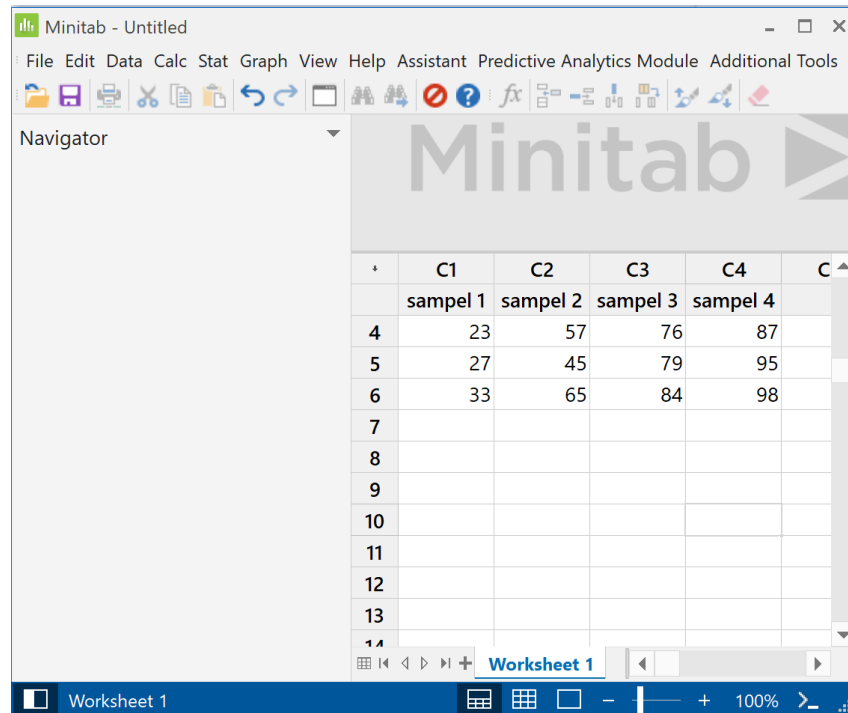 Minitab - Untitled
File Edit Data Calc Stat Graph View Help Assistant Predictive Analytics Module Additional Tools
fx
Navigator
Minitab
C1 C2 C3 C4 C
sampel 1 sampel 2 sampel 3 sampel 4
4 23 57 76 87
5 27 45 79 95
6 33 65 84 98
7
8
9
10
11
12
13
14
Worksheet 1
Worksheet 1 100%